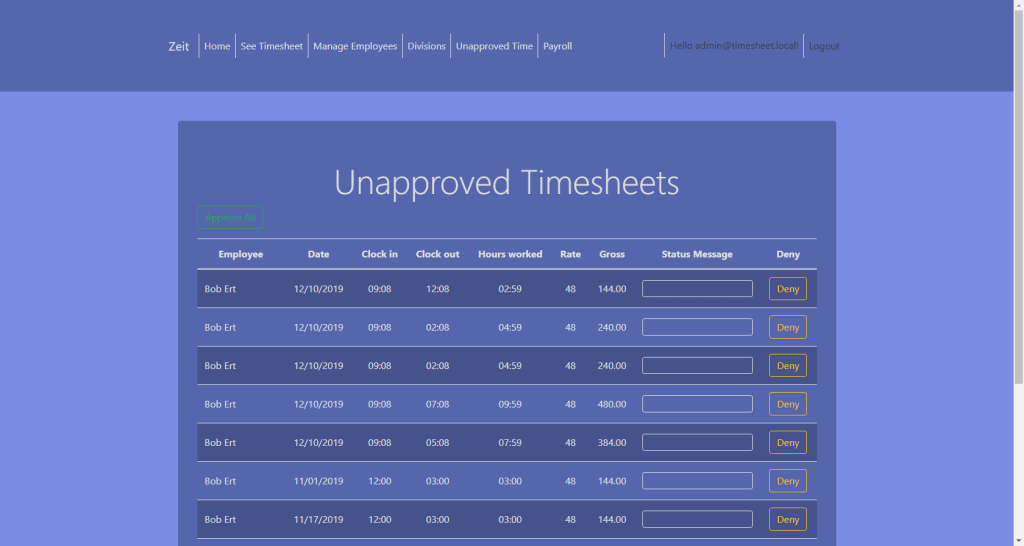 Zeit Home See Timesheet Manage Employees Divisions Unapproved Time Payroll Hello admin@timesheet.local! Logout
Unapproved Timesheets
Approve All
Employee Date Clock in Clock out Hours worked Rate Gross Status Message Deny
Bob Ert 12/10/2019 09:08 12:08 02:59 48 144.00 Deny
Bob Ert 12/10/2019 09:08 02:08 04:59 48 240.00 Deny
Bob Ert 12/10/2019 09:08 02:08 04:59 48 240.00 Deny
Bob Ert 12/10/2019 09:08 07:08 09:59 48 480.00 Deny
Bob Ert 12/10/2019 09:08 05:08 07:59 48 384.00 Deny
Bob Ert 11/01/2019 12:00 03:00 03:00 48 144.00 Deny
Bob Ert 11/17/2019 12:00 03:00 03:00 48 144.00 Deny